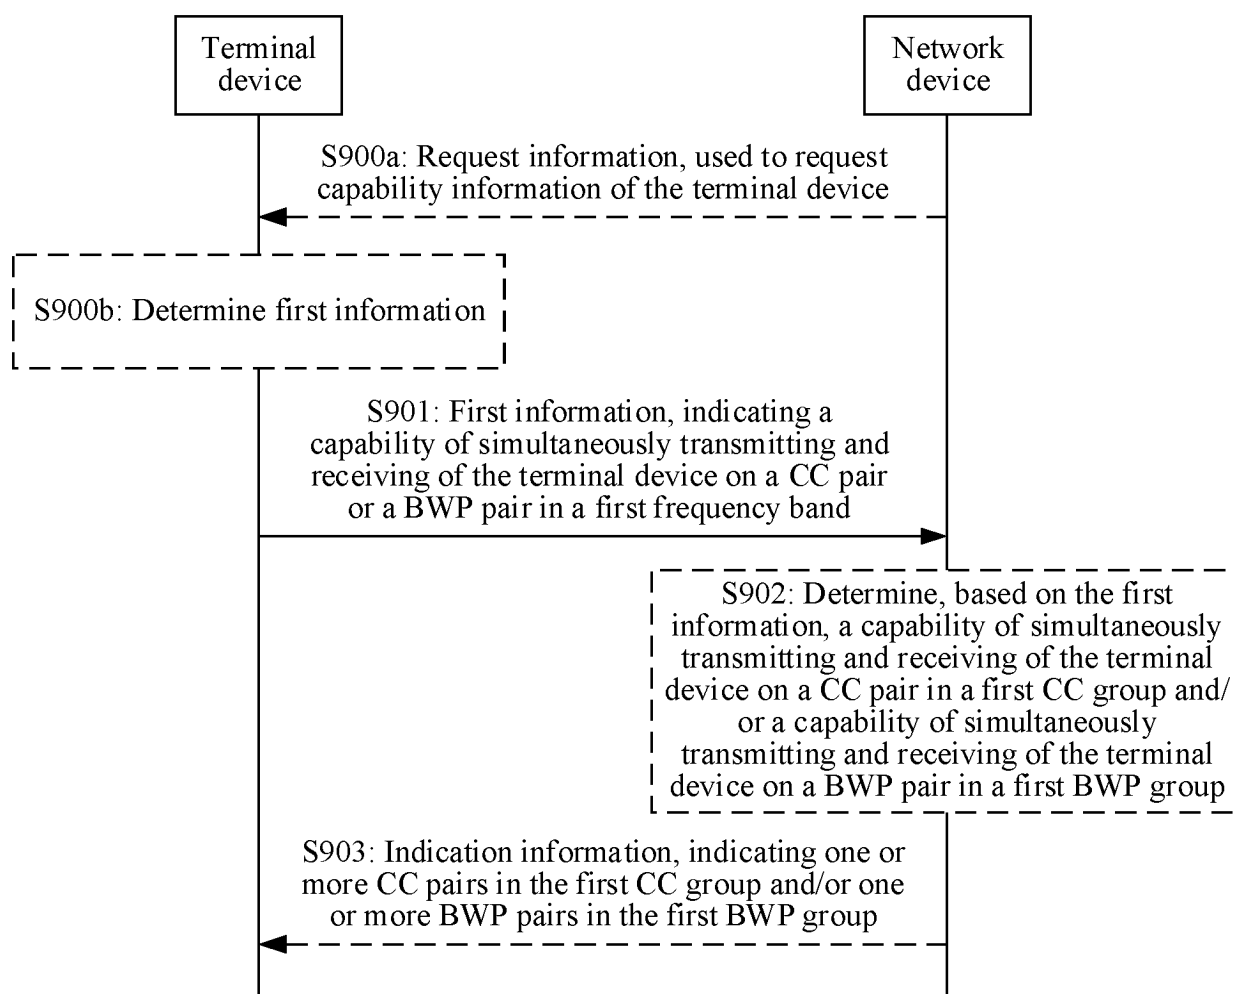 Terminal
device
Network
device
S900a: Request information, used to request
capability information of the terminal device
S900b: Determine first information
S901: First information, indicating a
capability of simultaneously transmitting and
receiving of the terminal device on a CC pair
or a BWP pair in a first frequency band
S902: Determine, based on the first
information, a capability of simultaneously
transmitting and receiving of the terminal
device on a CC pair in a first CC group and/
or a capability of simultaneously
transmitting and receiving of the terminal
device on a BWP pair in a first BWP group
S903: Indication information, indicating one or
more CC pairs in the first CC group and/or one
or more BWP pairs in the first BWP group